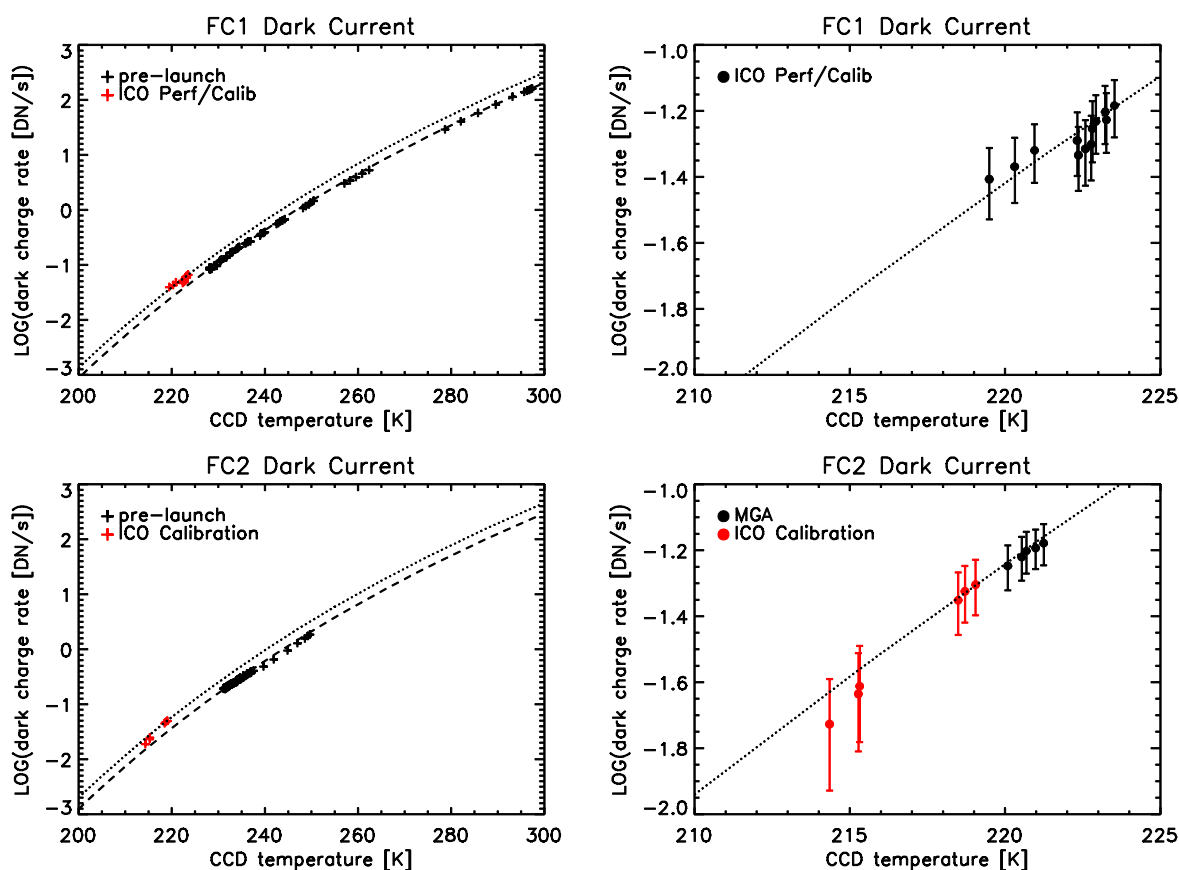 FC1 Dark Current
LOG(dark charge rate [DN/s])
3
2
1
0
-1
-2
-3
+ pre-launch
+ ICO Perf/Calib
200 220 240 260 280 300
CCD temperature [K]
FC1 Dark Current
LOG(dark charge rate [DN/s])
-1.0
-1.2
-1.4
-1.6
-1.8
-2.0
ICO Perf/Calib
210 215 220 225
CCD temperature [K]
FC2 Dark Current
LOG(dark charge rate [DN/s])
3
2
1
0
-1
-2
-3
+ pre-launch
+ ICO Calibration
200 220 240 260 280 300
CCD temperature [K]
FC2 Dark Current
LOG(dark charge rate [DN/s])
-1.0
-1.2
-1.4
-1.6
-1.8
-2.0
MGA
ICO Calibration
210 215 220 225
CCD temperature [K]